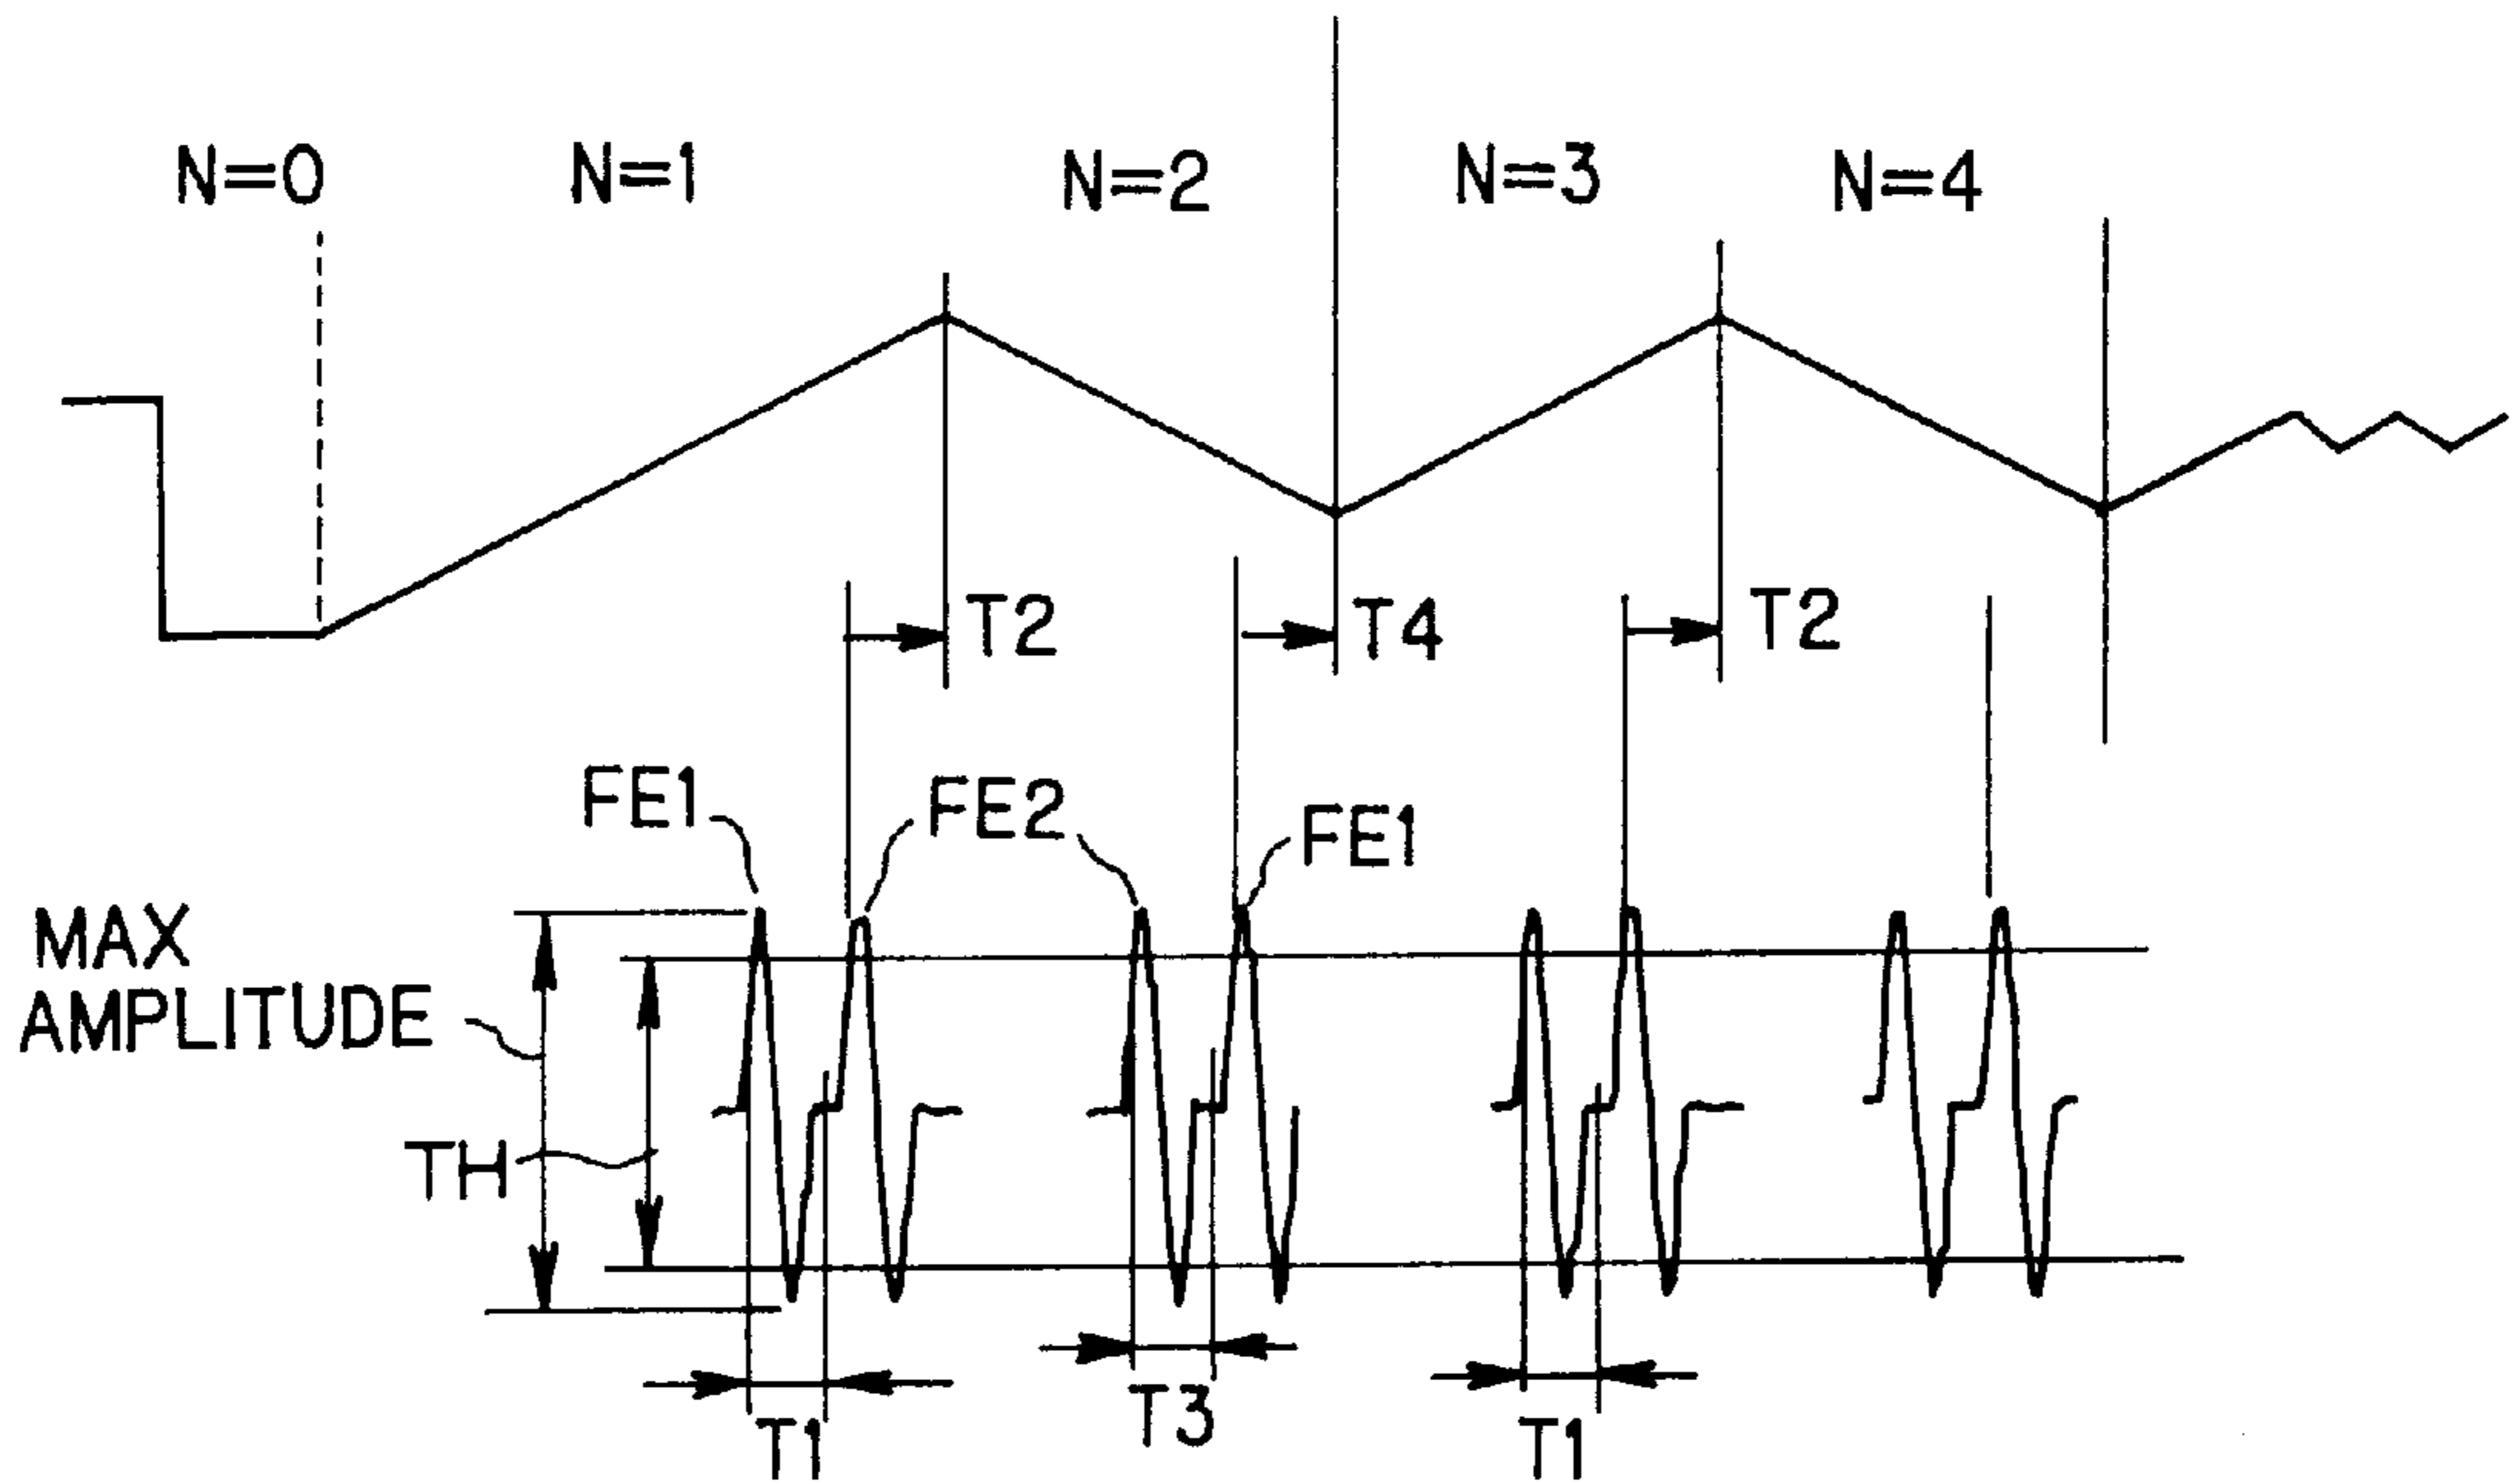 N=0
N=1
N=2
N=3
N=4
T2
T4
T2
FE1
FE2
FE1
MAX
AMPLITUDE
TH
T1
T3
T1